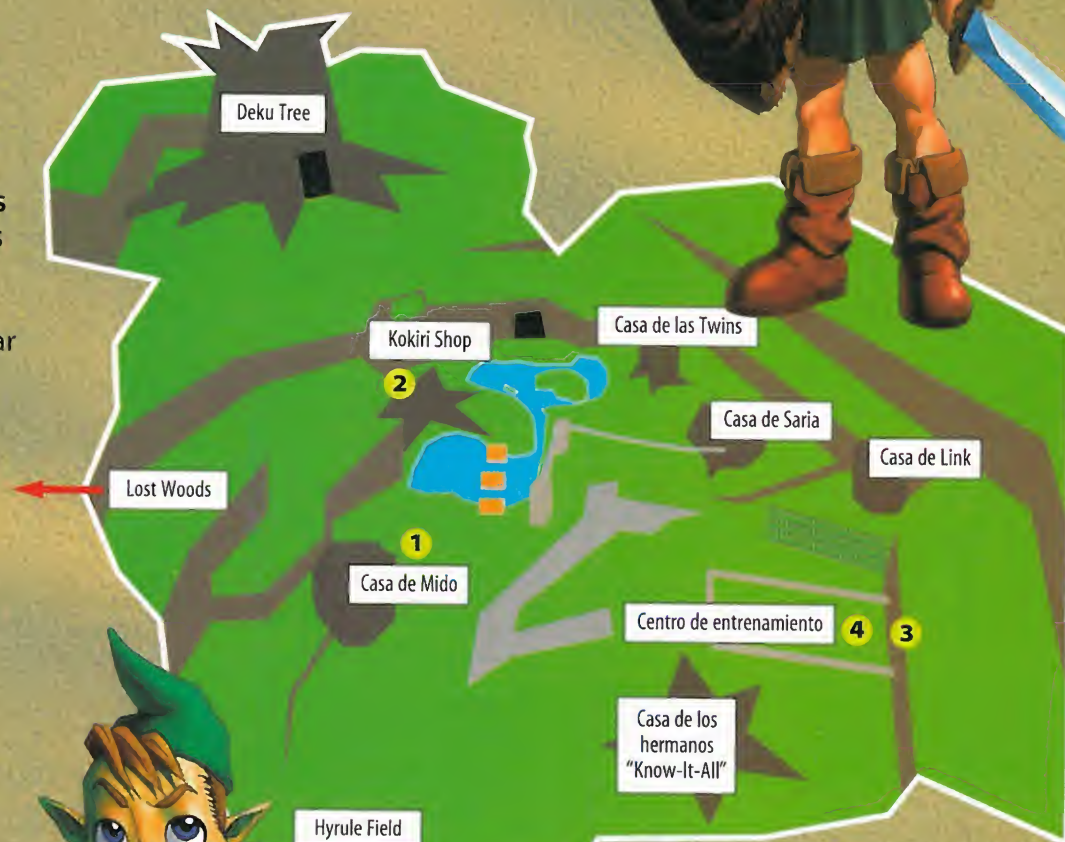 Deku Tree
s
s
ar
Kokiri Shop
Casa de las Twins
2
Casa de Saria
Casa de Link
Lost Woods
1
Casa de Mido
Centro de entrenamiento
4
3
Casa de los
hermanos
"Know-It-All"
Hyrule Field